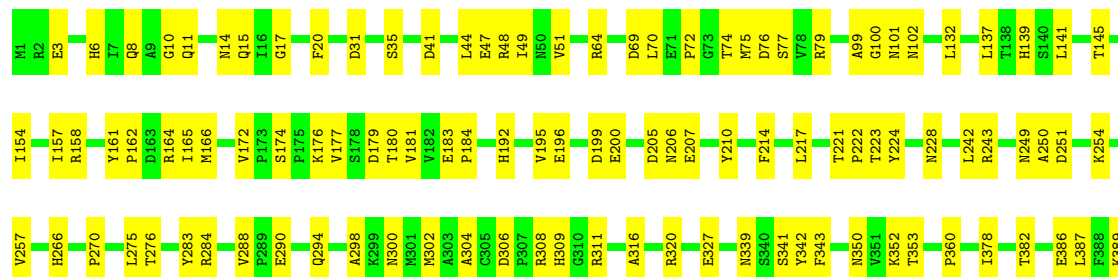 M1 R2 E3 H6 I7 Q8 A9 G10 Q11 N14 Q15 I16 G17 F20 D31 S35 D41 L44 E47 R48 I49 N50 V51 R64 D69 L70 E71 P72 G73 T74 M75 D76 S77 V78 R79 A99 G100 N101 N102 L132 L137 T138 H139 S140 L141 T145
I154 I157 R158 Y161 P162 D163 R164 I165 M166 V172 P173 S174 P175 K176 V177 S178 D179 T180 V181 V182 E183 P184 H192 V195 E196 D199 E200 D205 N206 E207 Y210 F214 L217 T221 P222 T223 Y224 N228 L242 R243 N249 A250 D251 K254
V257 H266 P270 L275 T276 Y283 R284 V288 P289 E290 Q294 A298 K299 N300 M301 M302 A303 A304 C305 D306 P307 R308 H309 G310 R311 A316 R320 E327 N339 S340 S341 Y342 F343 N350 V351 K352 T353 P360 I378 T382 E386 L387 F388